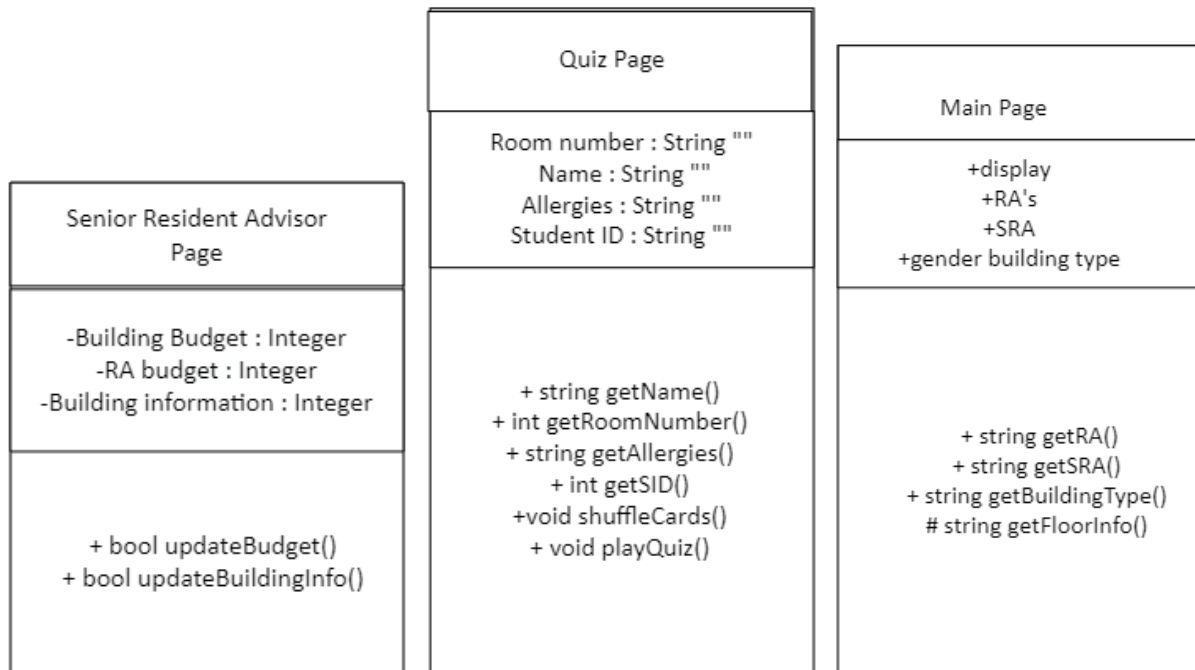 Senior Resident Advisor
Page
-Building Budget : Integer
-RA budget : Integer
-Building information : Integer
+ bool updateBudget()
+ bool updateBuildingInfo()
Quiz Page
Room number : String ""
Name : String ""
Allergies : String ""
Student ID : String ""
+ string getName()
+ int getRoomNumber()
+ string getAllergies()
+ int getSID()
+void shuffleCards()
+ void playQuiz()
Main Page
+display
+RA's
+SRA
+gender building type
+ string getRA()
+ string getSRA()
+ string getBuildingType()
# string getFloorInfo()